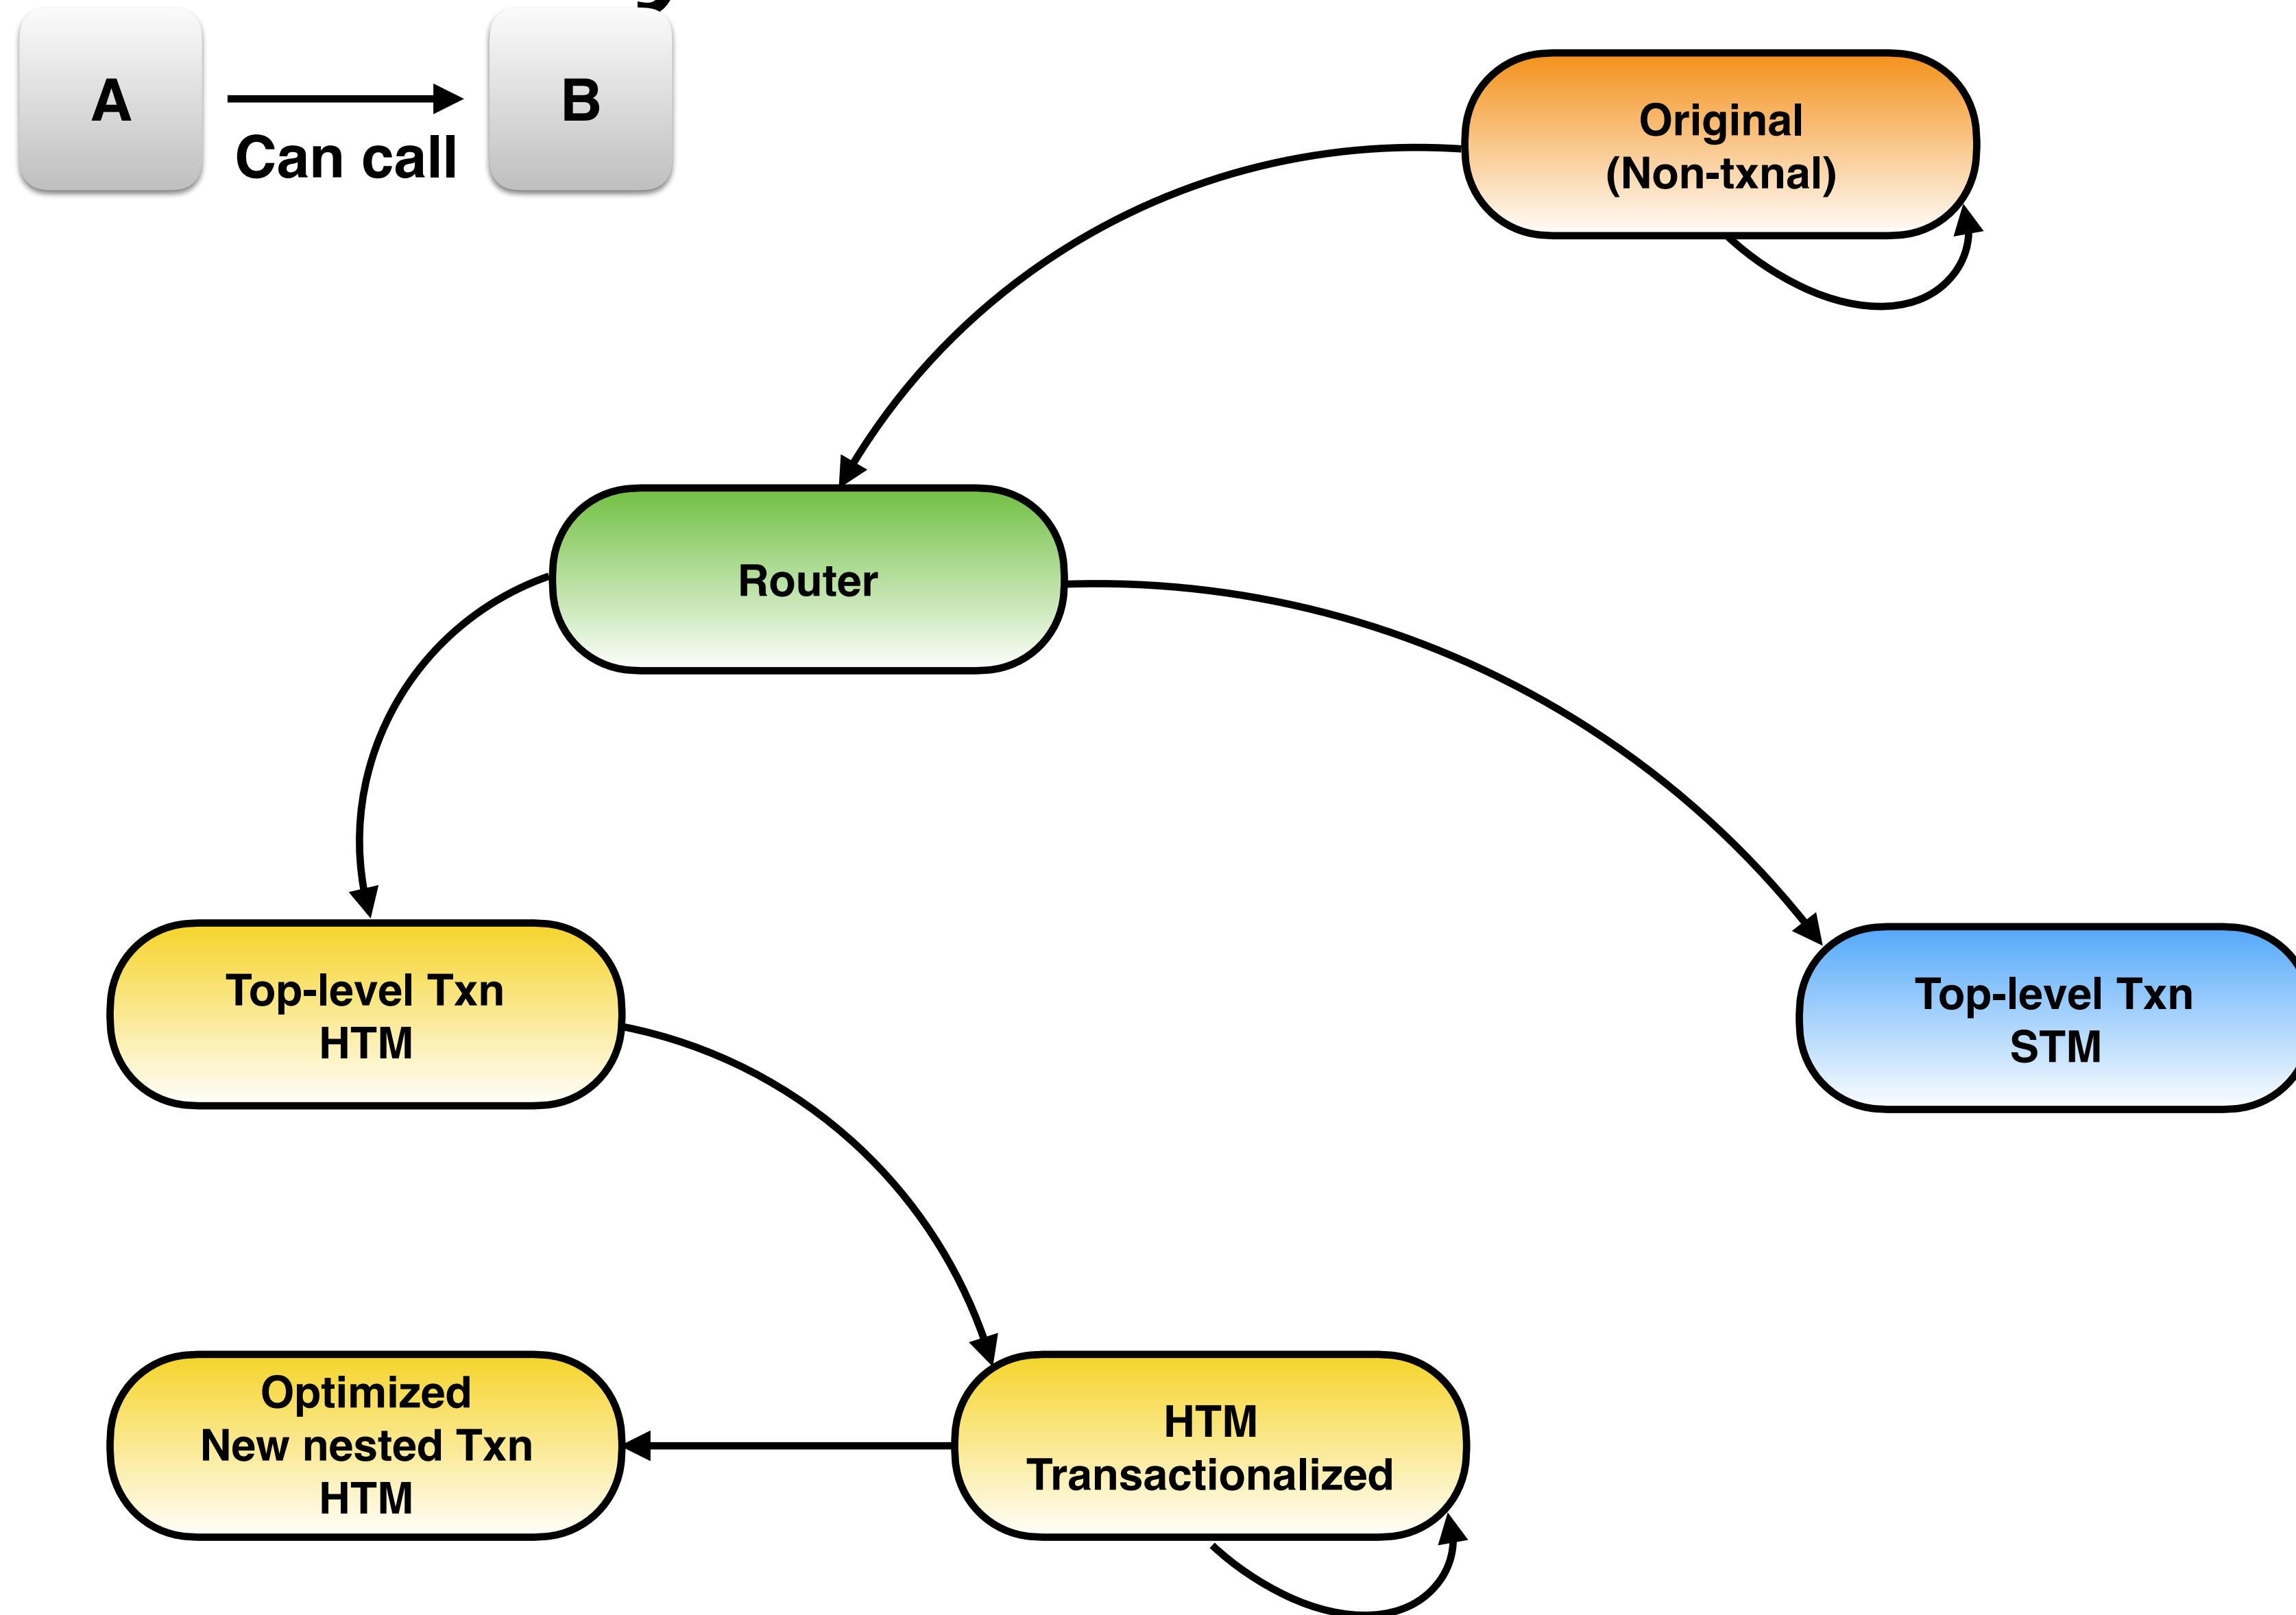 A
B
Can call
Original
(Non-txnal)
Router
Top-level Txn
HTM
Top-level Txn
STM
Optimized
New nested Txn
HTM
HTM
Transactionalized